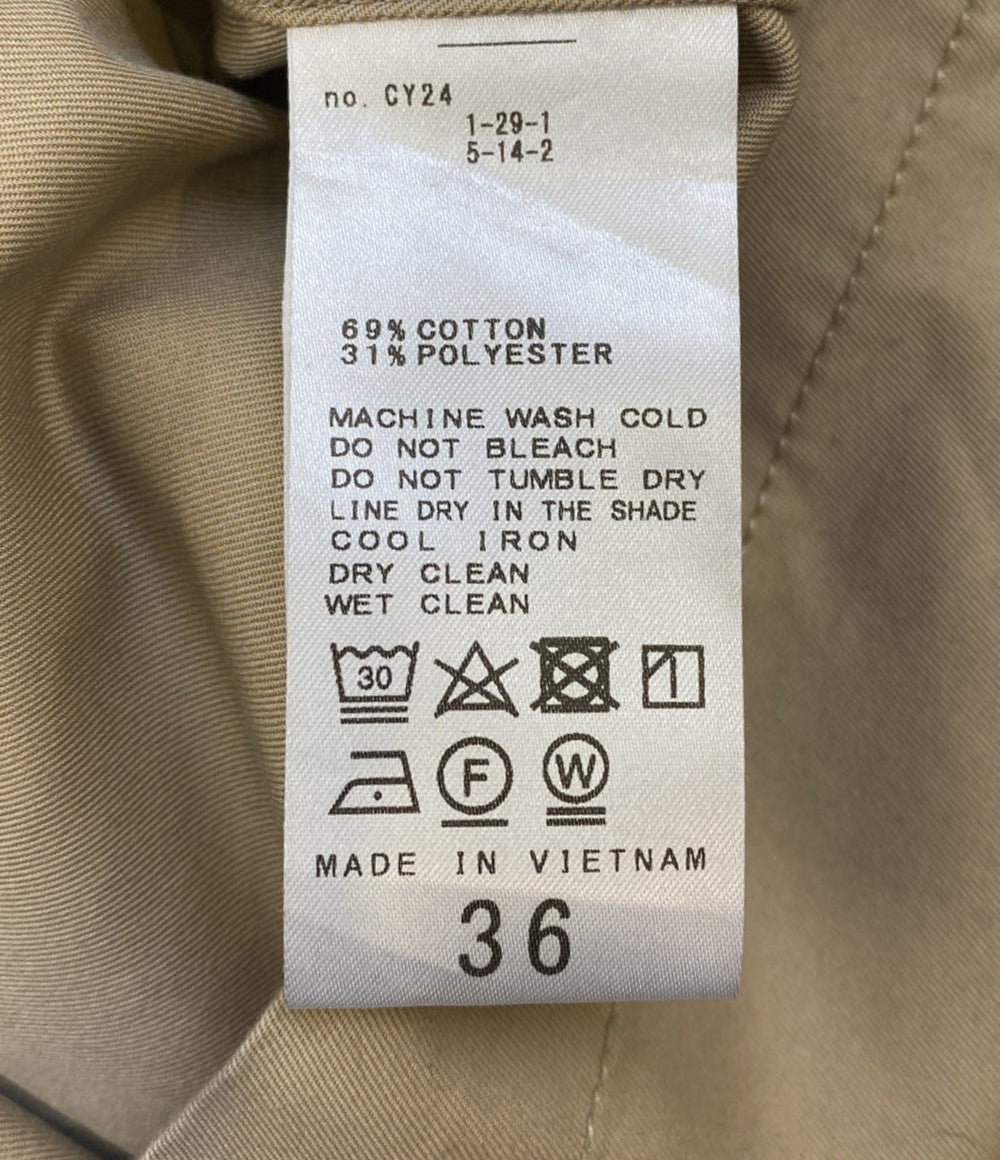 no. CY24
1-29-1
5-14-2
69% COTTON
31% POLYESTER
MACHINE WASH COLD
DO NOT BLEACH
DO NOT TUMBLE DRY
LINE DRY IN THE SHADE
COOL IRON
DRY CLEAN
WET CLEAN
30
F W
MADE IN VIETNAM
36